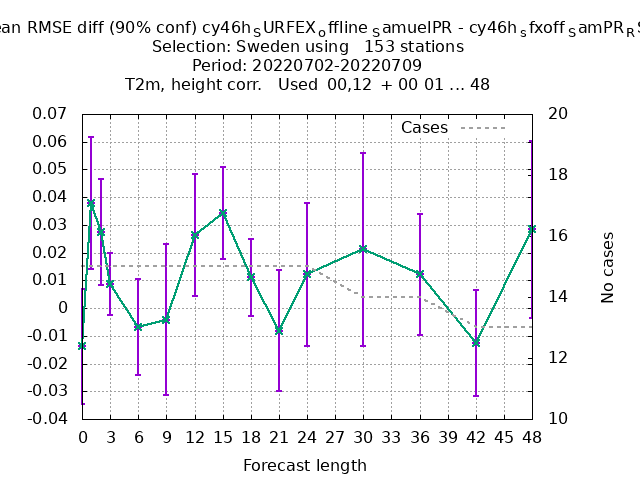 ean RMSE diff (90% conf) cy46h_SURFEX_offline_SamuelPR - cy46h_sfxoff_SamPR_RS
Selection: Sweden using 153 stations
Period: 20220702-20220709
T2m, height corr. Used 00,12 + 00 01 ... 48
Cases
0.07
0.06
0.05
0.04
0.03
0.02
0.01
0
-0.01
-0.02
-0.03
-0.04
20
18
16
14
12
10
No cases
0 3 6 9 12 15 18 21 24 27 30 33 36 39 42 45 48
Forecast length